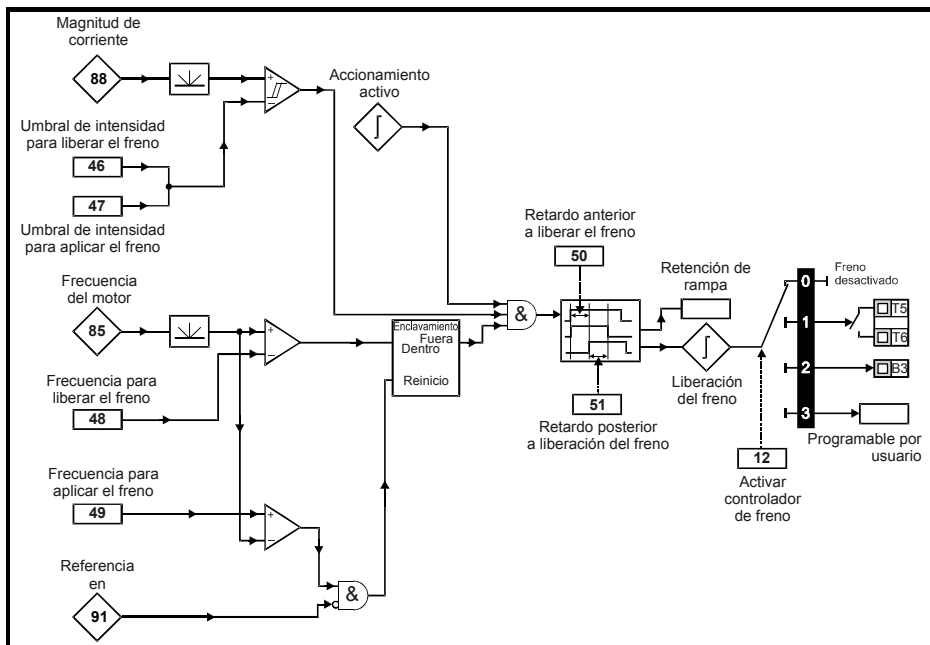 Magnitud de
corriente
88
Umbral de intensidad
para liberar el freno
46
47
Umbral de intensidad
para aplicar el freno
Accionamiento
activo
Frecuencia
del motor
85
Frecuencia para
liberar el freno
48
Frecuencia para
aplicar el freno
49
Referencia
en
91
&
Enclavamiento
Fuera
Dentro
Reinicio
&
Retardo anterior
a liberar el freno
50
51
Retardo posterior
a liberación del freno
Retención de
rampa
Liberación
del freno
12
Activar
controlador
de freno
0
Freno
desactivado
1
T5
T6
2
B3
3
Programable por
usuario